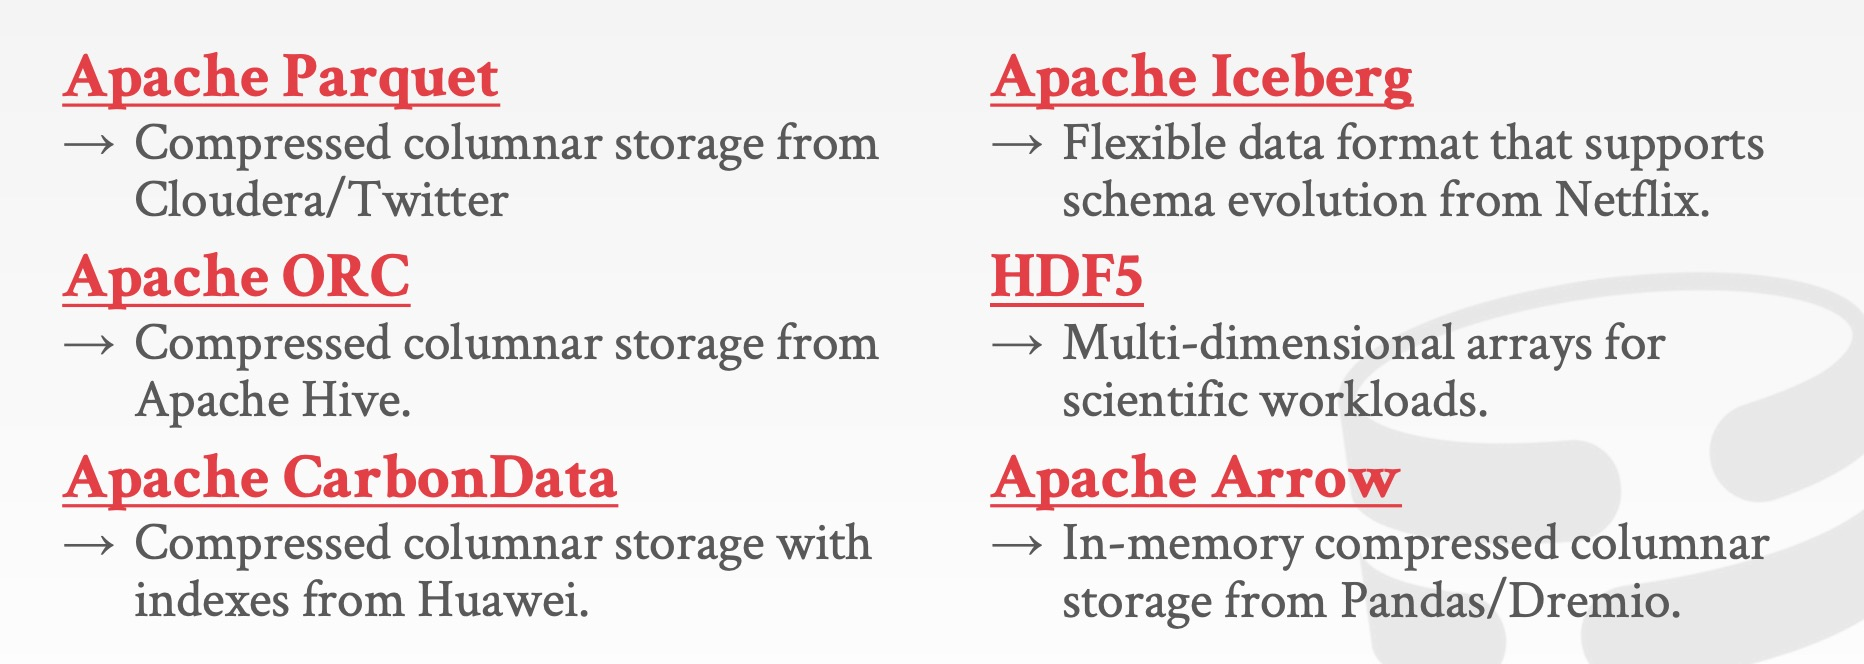 Apache Parquet
→ Compressed columnar storage from
Cloudera/Twitter
Apache ORC
→ Compressed columnar storage from
Apache Hive.
Apache CarbonData
→ Compressed columnar storage with
indexes from Huawei.
Apache Iceberg
→ Flexible data format that supports
schema evolution from Netflix.
HDF5
→ Multi-dimensional arrays for
scientific workloads.
Apache Arrow
→ In-memory compressed columnar
storage from Pandas/Dremio.